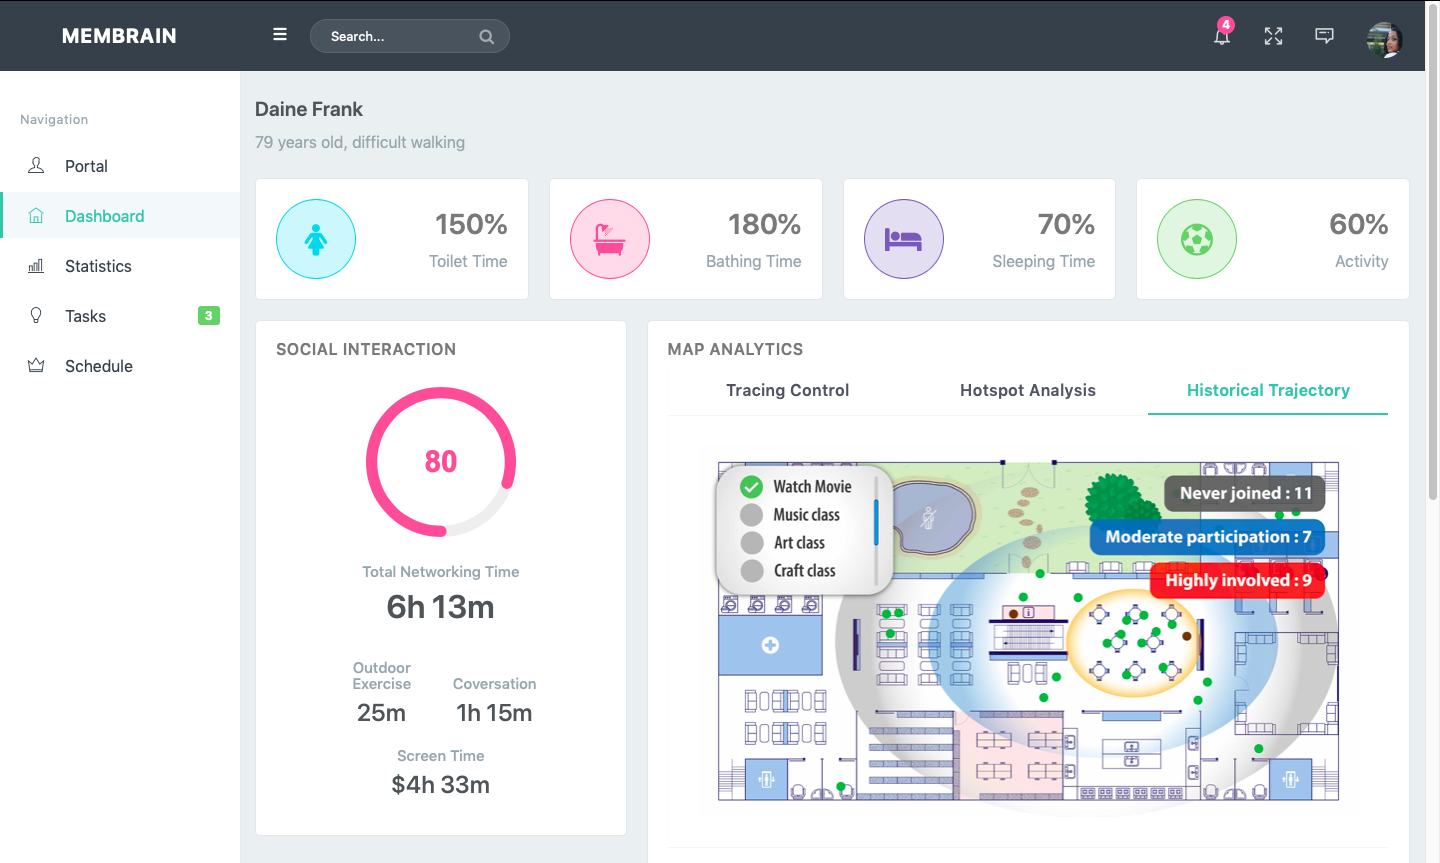 MEMBRAIN
Search...
4
Navigation
Portal
Dashboard
Statistics
Tasks
3
Schedule
Daine Frank
79 years old, difficult walking
150%
Toilet Time
180%
Bathing Time
70%
Sleeping Time
60%
Activity
SOCIAL INTERACTION
80
Total Networking Time
6h 13m
Outdoor
Exercise
25m
Coversation
1h 15m
Screen Time
$4h 33m
MAP ANALYTICS
Tracing Control
Hotspot Analysis
Historical Trajectory
Watch Movie
Music class
Art class
Craft class
Never joined : 11
Moderate participation : 7
Highly involved : 9